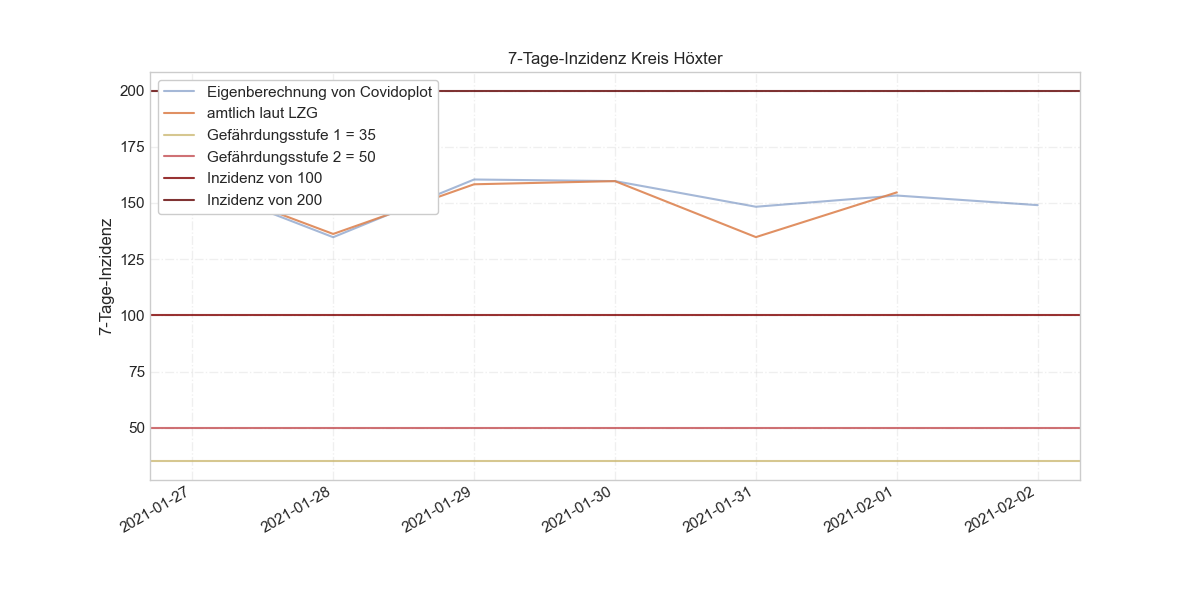 7-Tage-Inzidenz Kreis Höxter
Eigenberechnung von Covidoplot
amtlich laut LZG
Gefährdungsstufe 1 = 35
Gefährdungsstufe 2 = 50
Inzidenz von 100
Inzidenz von 200
7-Tage-Inzidenz
200
175
150
125
100
75
50
2021-01-27
2021-01-28
2021-01-29
2021-01-30
2021-01-31
2021-02-01
2021-02-02